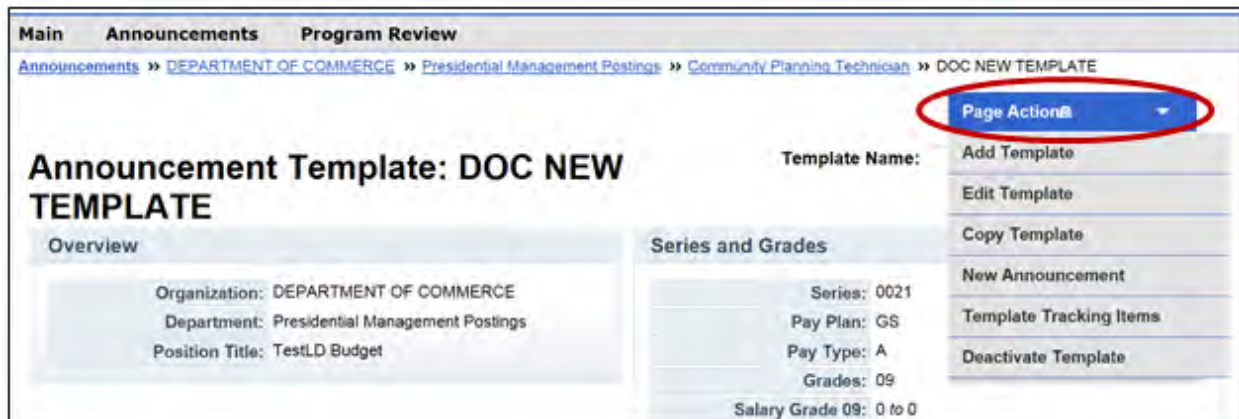 Main Announcements Program Review
Announcements » DEPARTMENT OF COMMERCE » Presidential Management Postings » Community Planning Technician » DOC NEW TEMPLATE
Page Actions
Announcement Template: DOC NEW
TEMPLATE
Template Name:
Add Template
Edit Template
Copy Template
New Announcement
Template Tracking Items
Deactivate Template
Overview
Organization: DEPARTMENT OF COMMERCE
Department: Presidential Management Postings
Position Title: TestLD Budget
Series and Grades
Series: 0021
Pay Plan: GS
Pay Type: A
Grades: 09
Salary Grade 09: 0 to 0